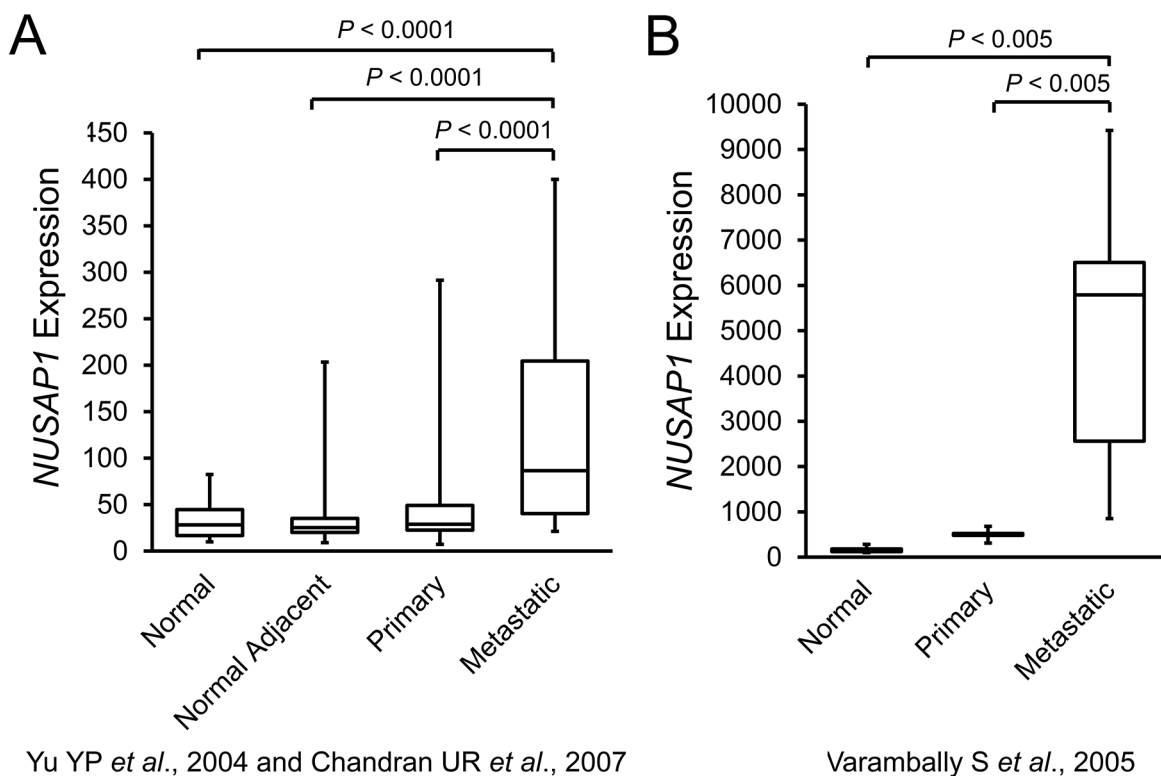 A
P < 0.0001
P < 0.0001
P < 0.0001
NUSAP1 Expression
450
400
350
300
250
200
150
100
50
0
Normal
Normal Adjacent
Primary
Metastatic
Yu YP et al., 2004 and Chandran UR et al., 2007
B
P < 0.005
P < 0.005
NUSAP1 Expression
10000
9000
8000
7000
6000
5000
4000
3000
2000
1000
0
Normal
Primary
Metastatic
Varambally S et al., 2005